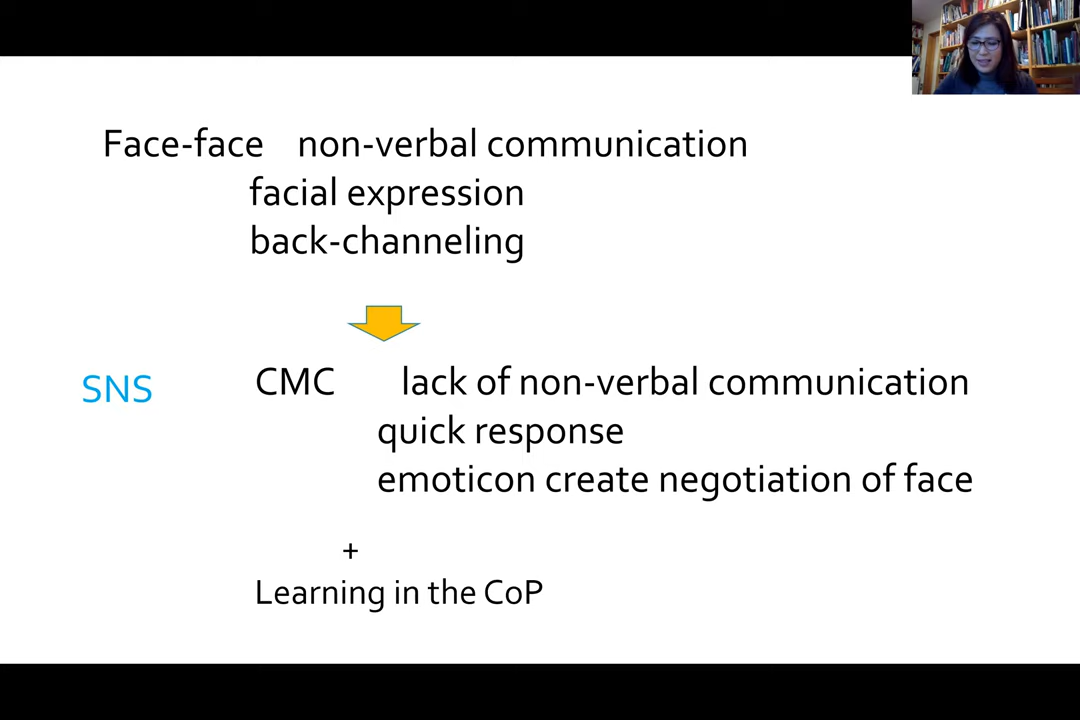 Face-face non-verbal communication
facial expression
back-channeling
SNS CMC lack of non-verbal communication
quick response
emoticon create negotiation of face
+
Learning in the CoP